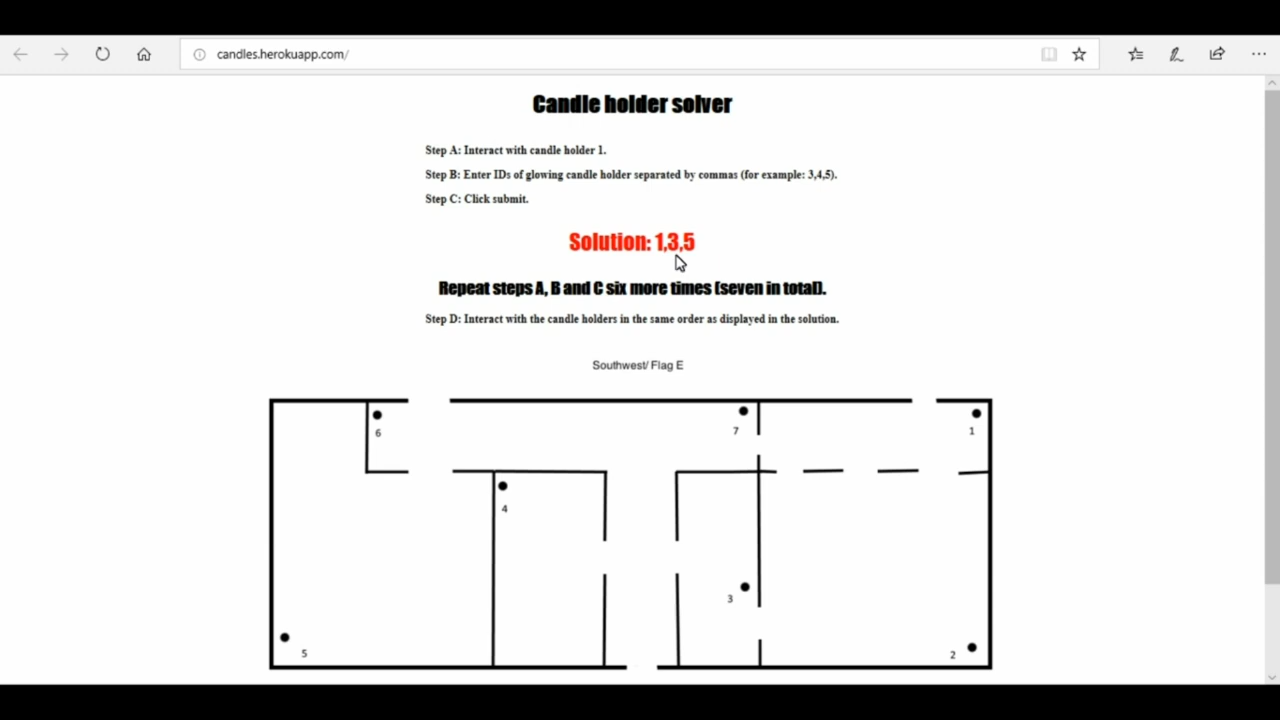 candles.herokuapp.com/
Candle holder solver
Step A: Interact with candle holder 1.
Step B: Enter IDs of glowing candle holder separated by commas (for example: 3,4,5).
Step C: Click submit.
Solution: 1,3,5
Repeat steps A, B and C six more times (seven in total).
Step D: Interact with the candle holders in the same order as displayed in the solution.
Southwest/ Flag E
6
7
1
4
3
5
2